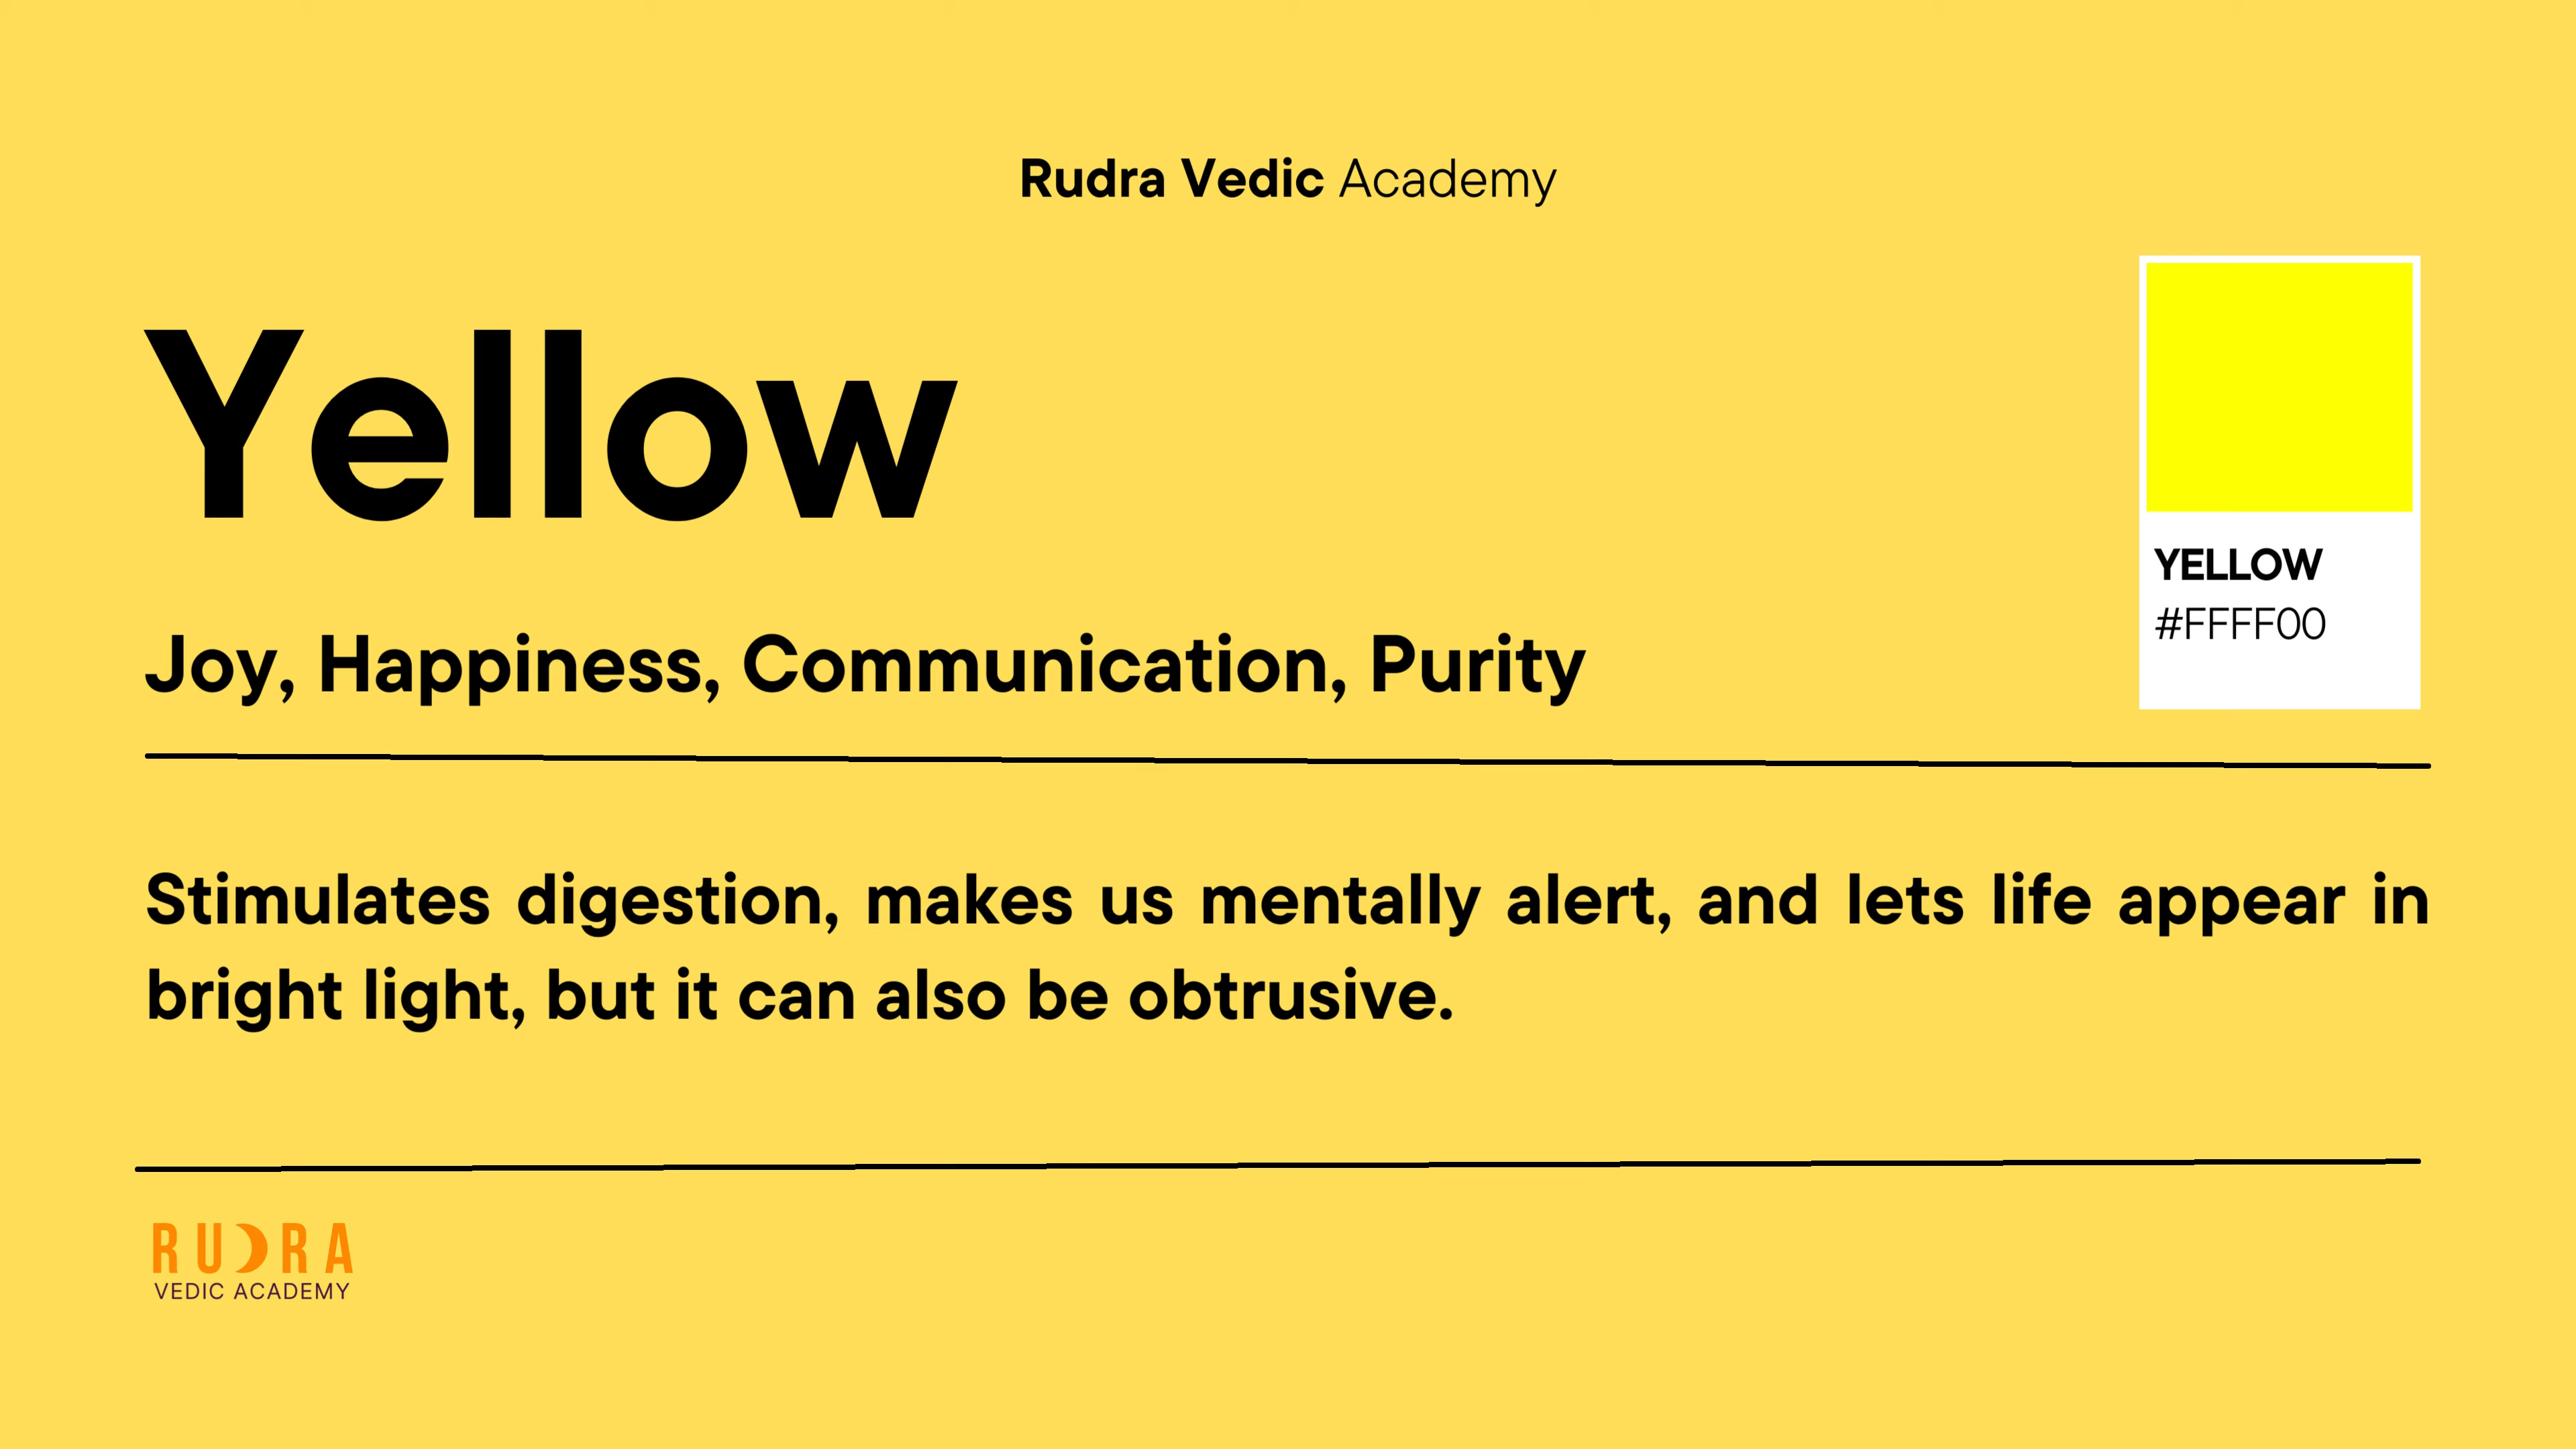 Rudra Vedic Academy
Yellow
YELLOW
#FFFF00
Joy, Happiness, Communication, Purity
Stimulates digestion, makes us mentally alert, and lets life appear in
bright light, but it can also be obtrusive.
RUDRA
VEDIC ACADEMY